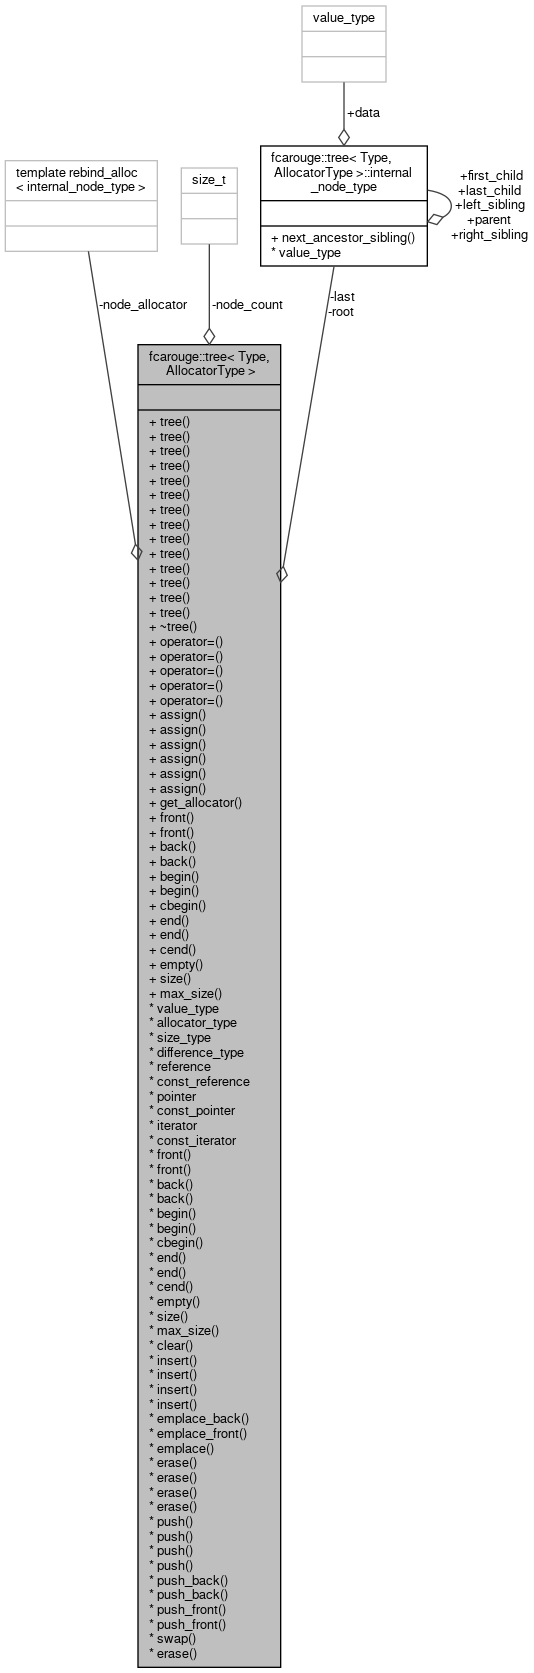 value_type
+data
fcarouge::tree< Type,
AllocatorType >::internal
_node_type
+ next_ancestor_sibling()
* value_type
+first_child
+last_child
+left_sibling
+parent
+right_sibling
template rebind_alloc
< internal_node_type >
size_t
-node_allocator
-node_count
-last
-root
fcarouge::tree< Type,
AllocatorType >
+ tree()
+ tree()
+ tree()
+ tree()
+ tree()
+ tree()
+ tree()
+ tree()
+ tree()
+ tree()
+ tree()
+ tree()
+ tree()
+ tree()
+ ~tree()
+ operator=()
+ operator=()
+ operator=()
+ operator=()
+ operator=()
+ assign()
+ assign()
+ assign()
+ assign()
+ assign()
+ assign()
+ get_allocator()
+ front()
+ front()
+ back()
+ back()
+ begin()
+ begin()
+ cbegin()
+ end()
+ end()
+ cend()
+ empty()
+ size()
+ max_size()
* value_type
* allocator_type
* size_type
* difference_type
* reference
* const_reference
* pointer
* const_pointer
* iterator
* const_iterator
* front()
* front()
* back()
* back()
* begin()
* begin()
* cbegin()
* end()
* end()
* cend()
* empty()
* size()
* max_size()
* clear()
* insert()
* insert()
* insert()
* insert()
* emplace_back()
* emplace_front()
* emplace()
* erase()
* erase()
* erase()
* erase()
* push()
* push()
* push()
* push()
* push_back()
* push_back()
* push_front()
* push_front()
* swap()
* erase()